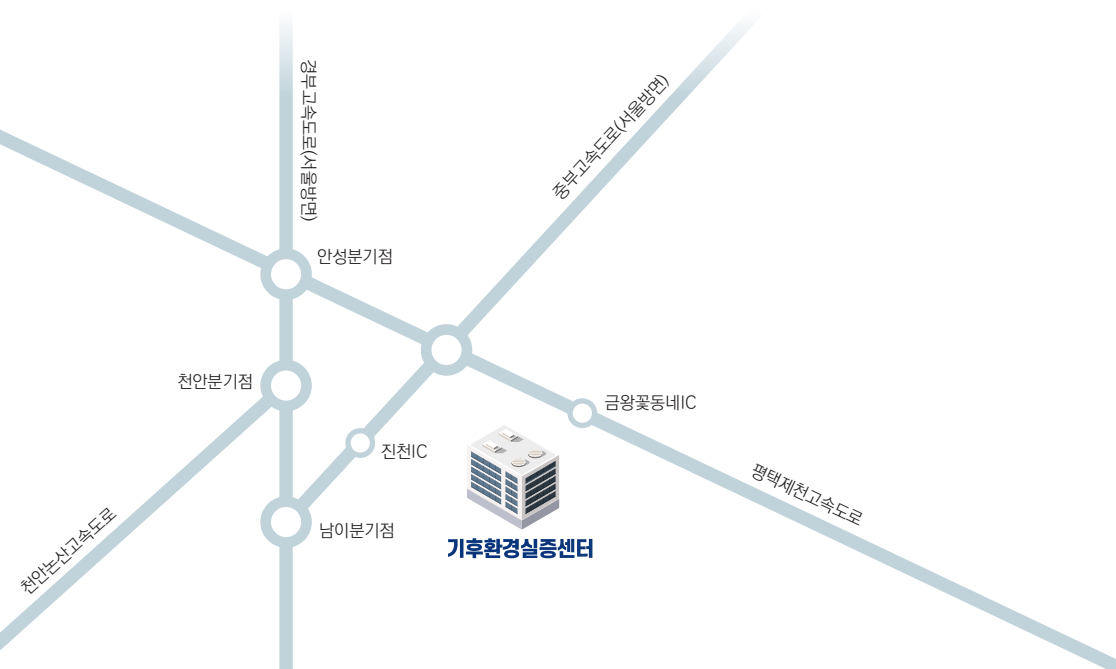 경부고속도로(서울방면)
중부고속도로(서울방면)
안성분기점
천안분기점
금왕꽃동네IC
진천IC
평택제천고속도로
남이분기점
천안논산고속도로
기후환경실증센터